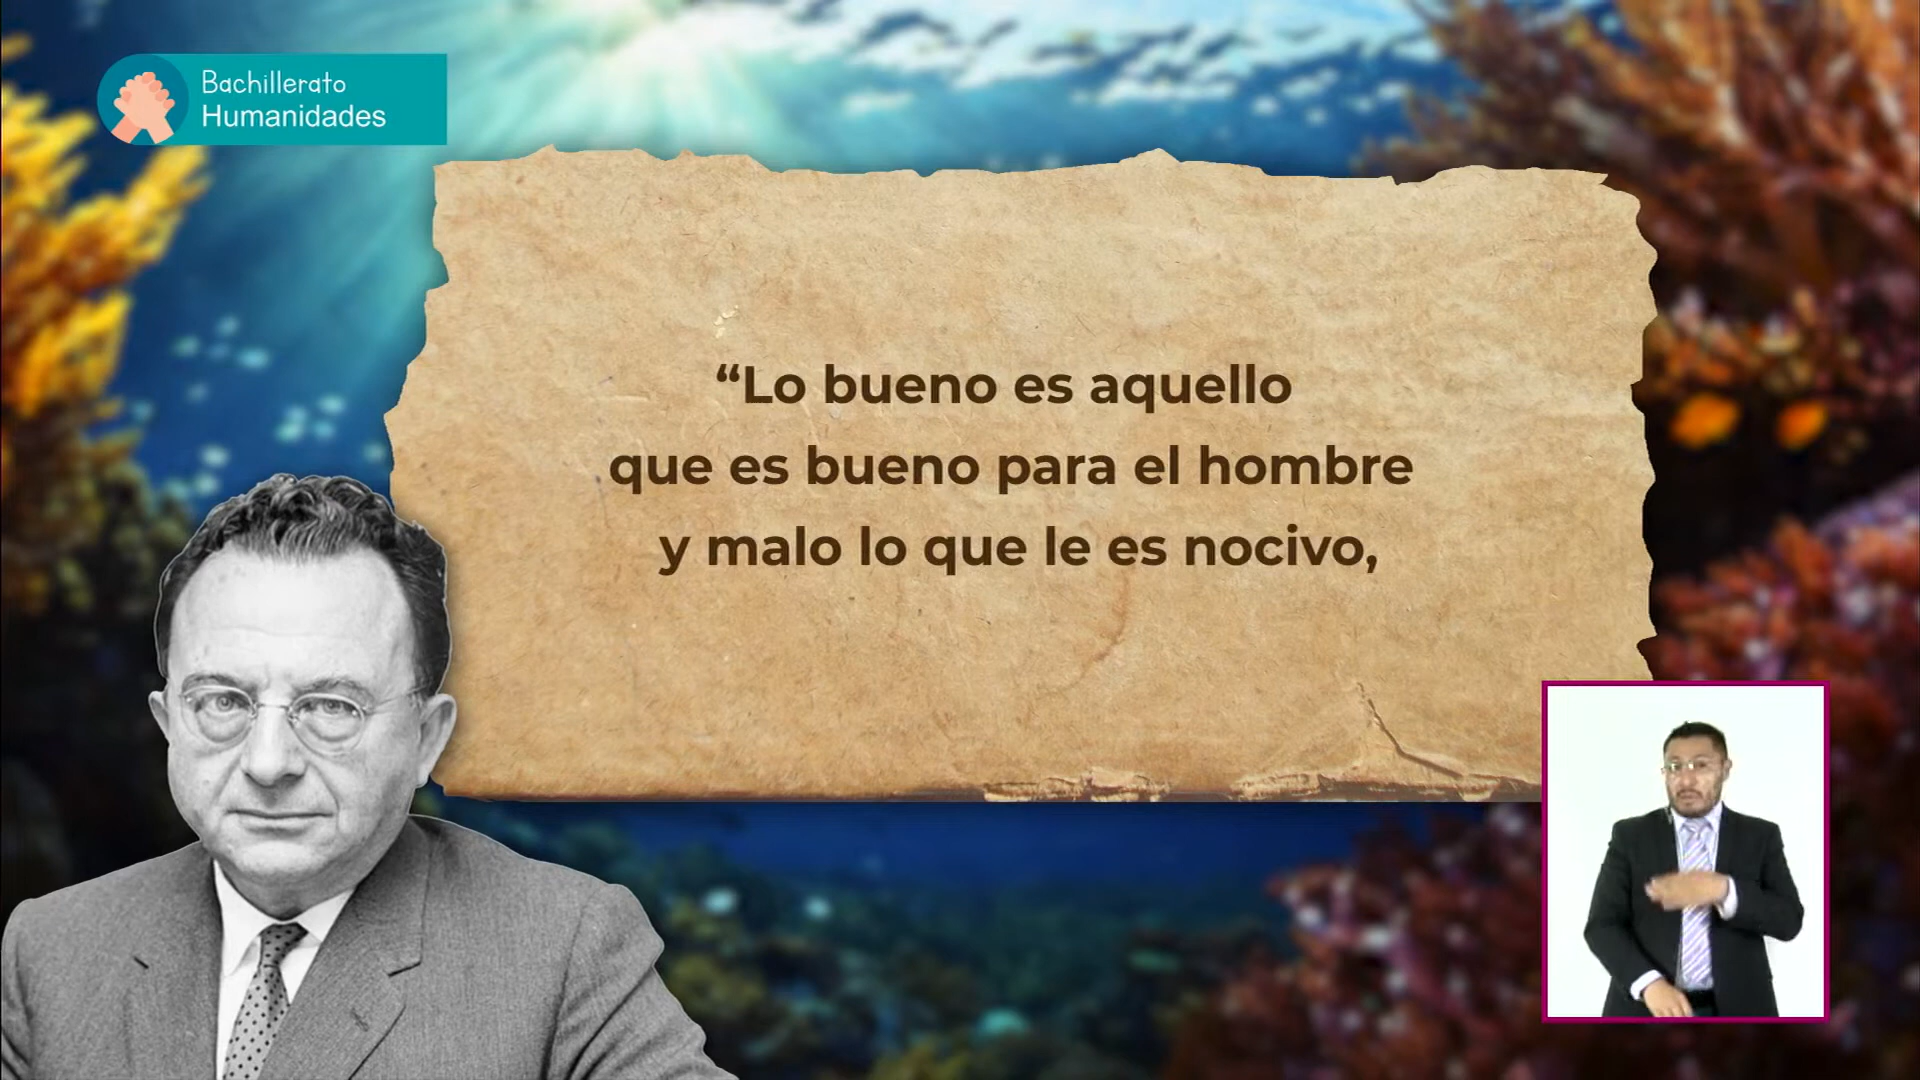 Bachillerato
Humanidades
“Lo bueno es aquello
que es bueno para el hombre
y malo lo que le es nocivo,